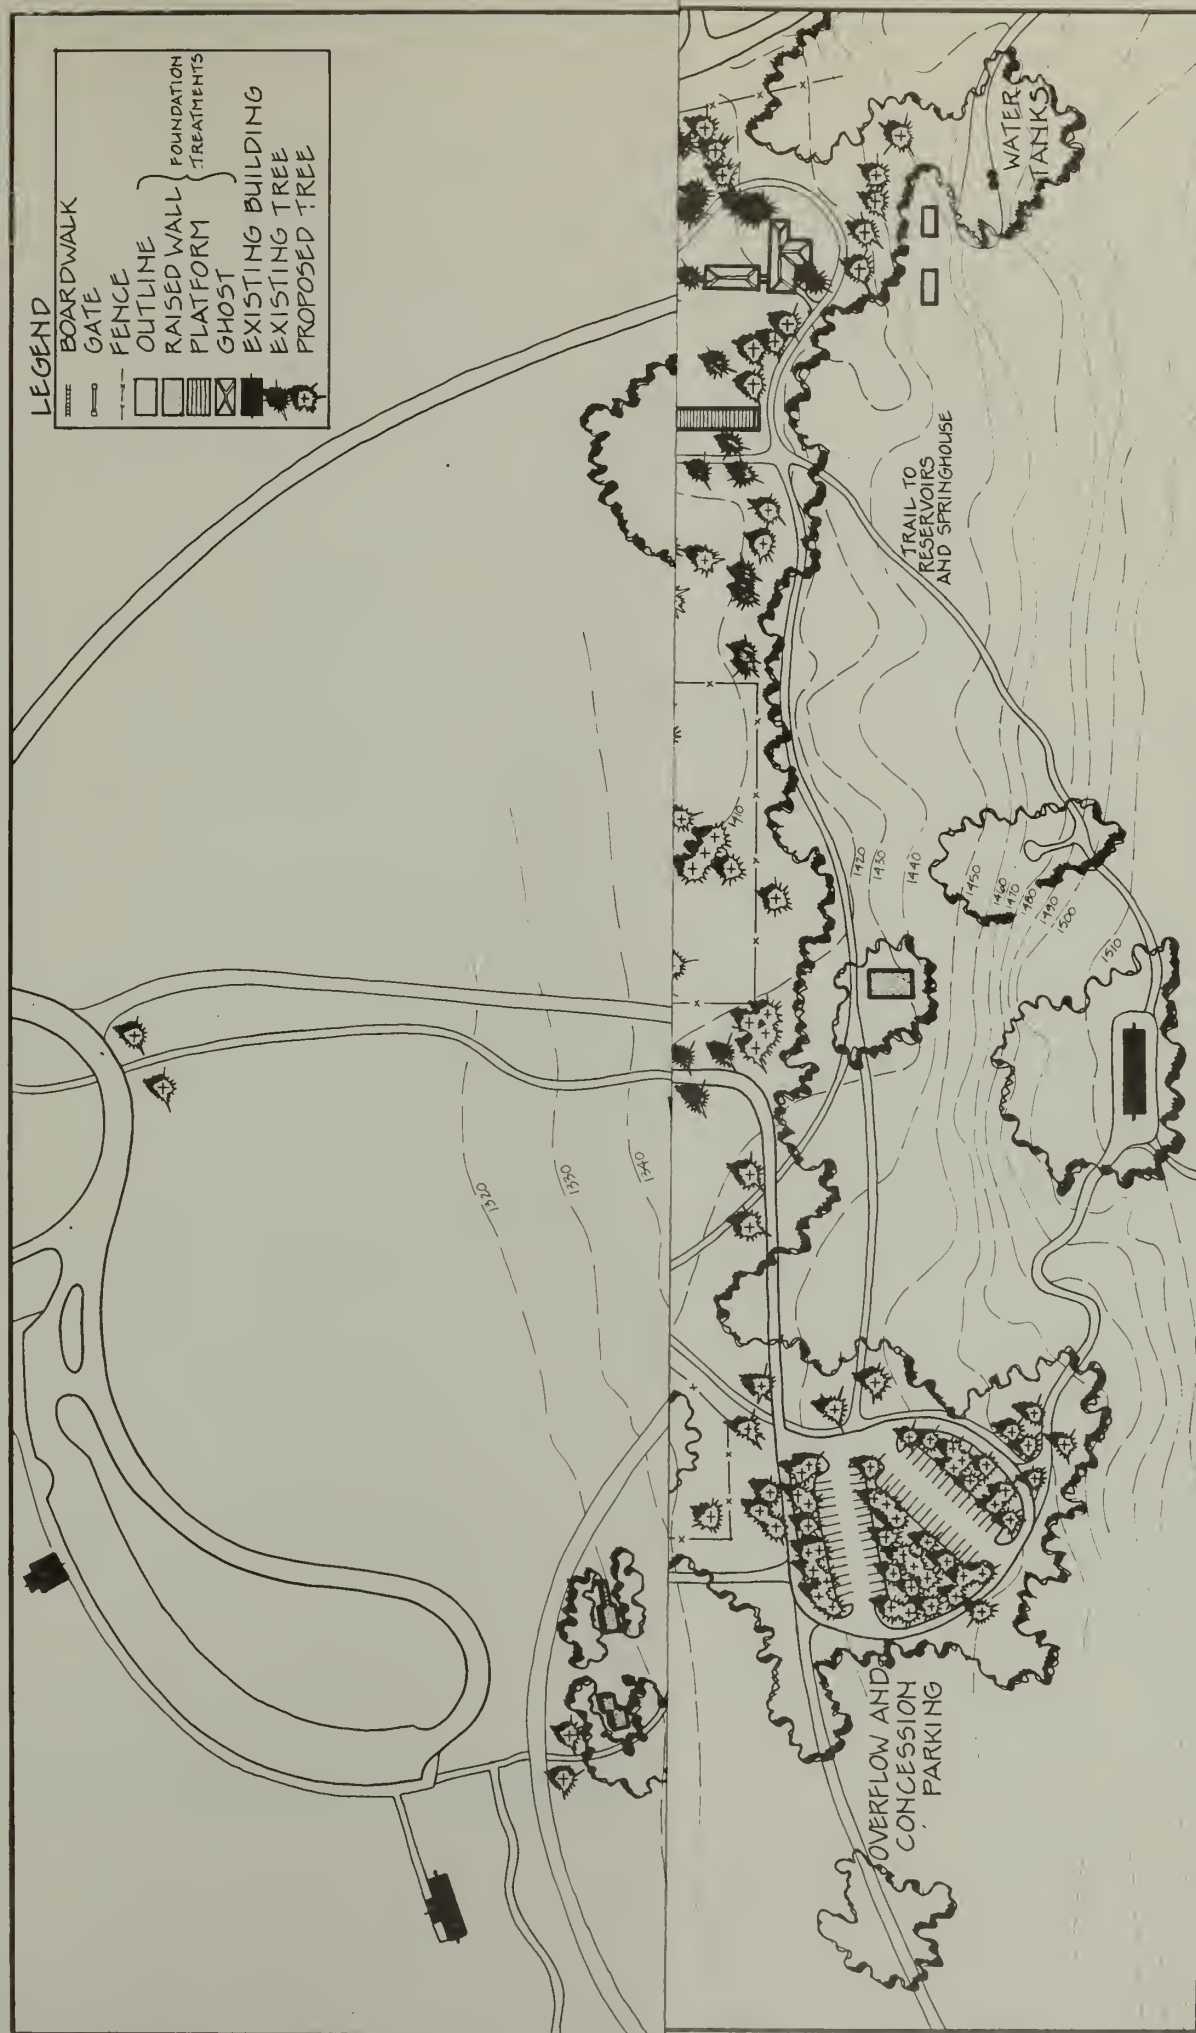 LEGEND
BOARDWALK
GATE
FENCE
OUTLINE
RAISED WALL
PLATFORM
GHOST
FOUNDATION
TREATMENTS
EXISTING BUILDING
EXISTING TREE
PROPOSED TREE
WATER
TANKS
TRAIL TO
RESERVOIRS
AND SPRINGHOUSE
1410
1420
1430
1440
1450
1460
1470
1480
1490
1500
1510
1320
1330
1340
OVERFLOW AND
CONCESSION
PARKING